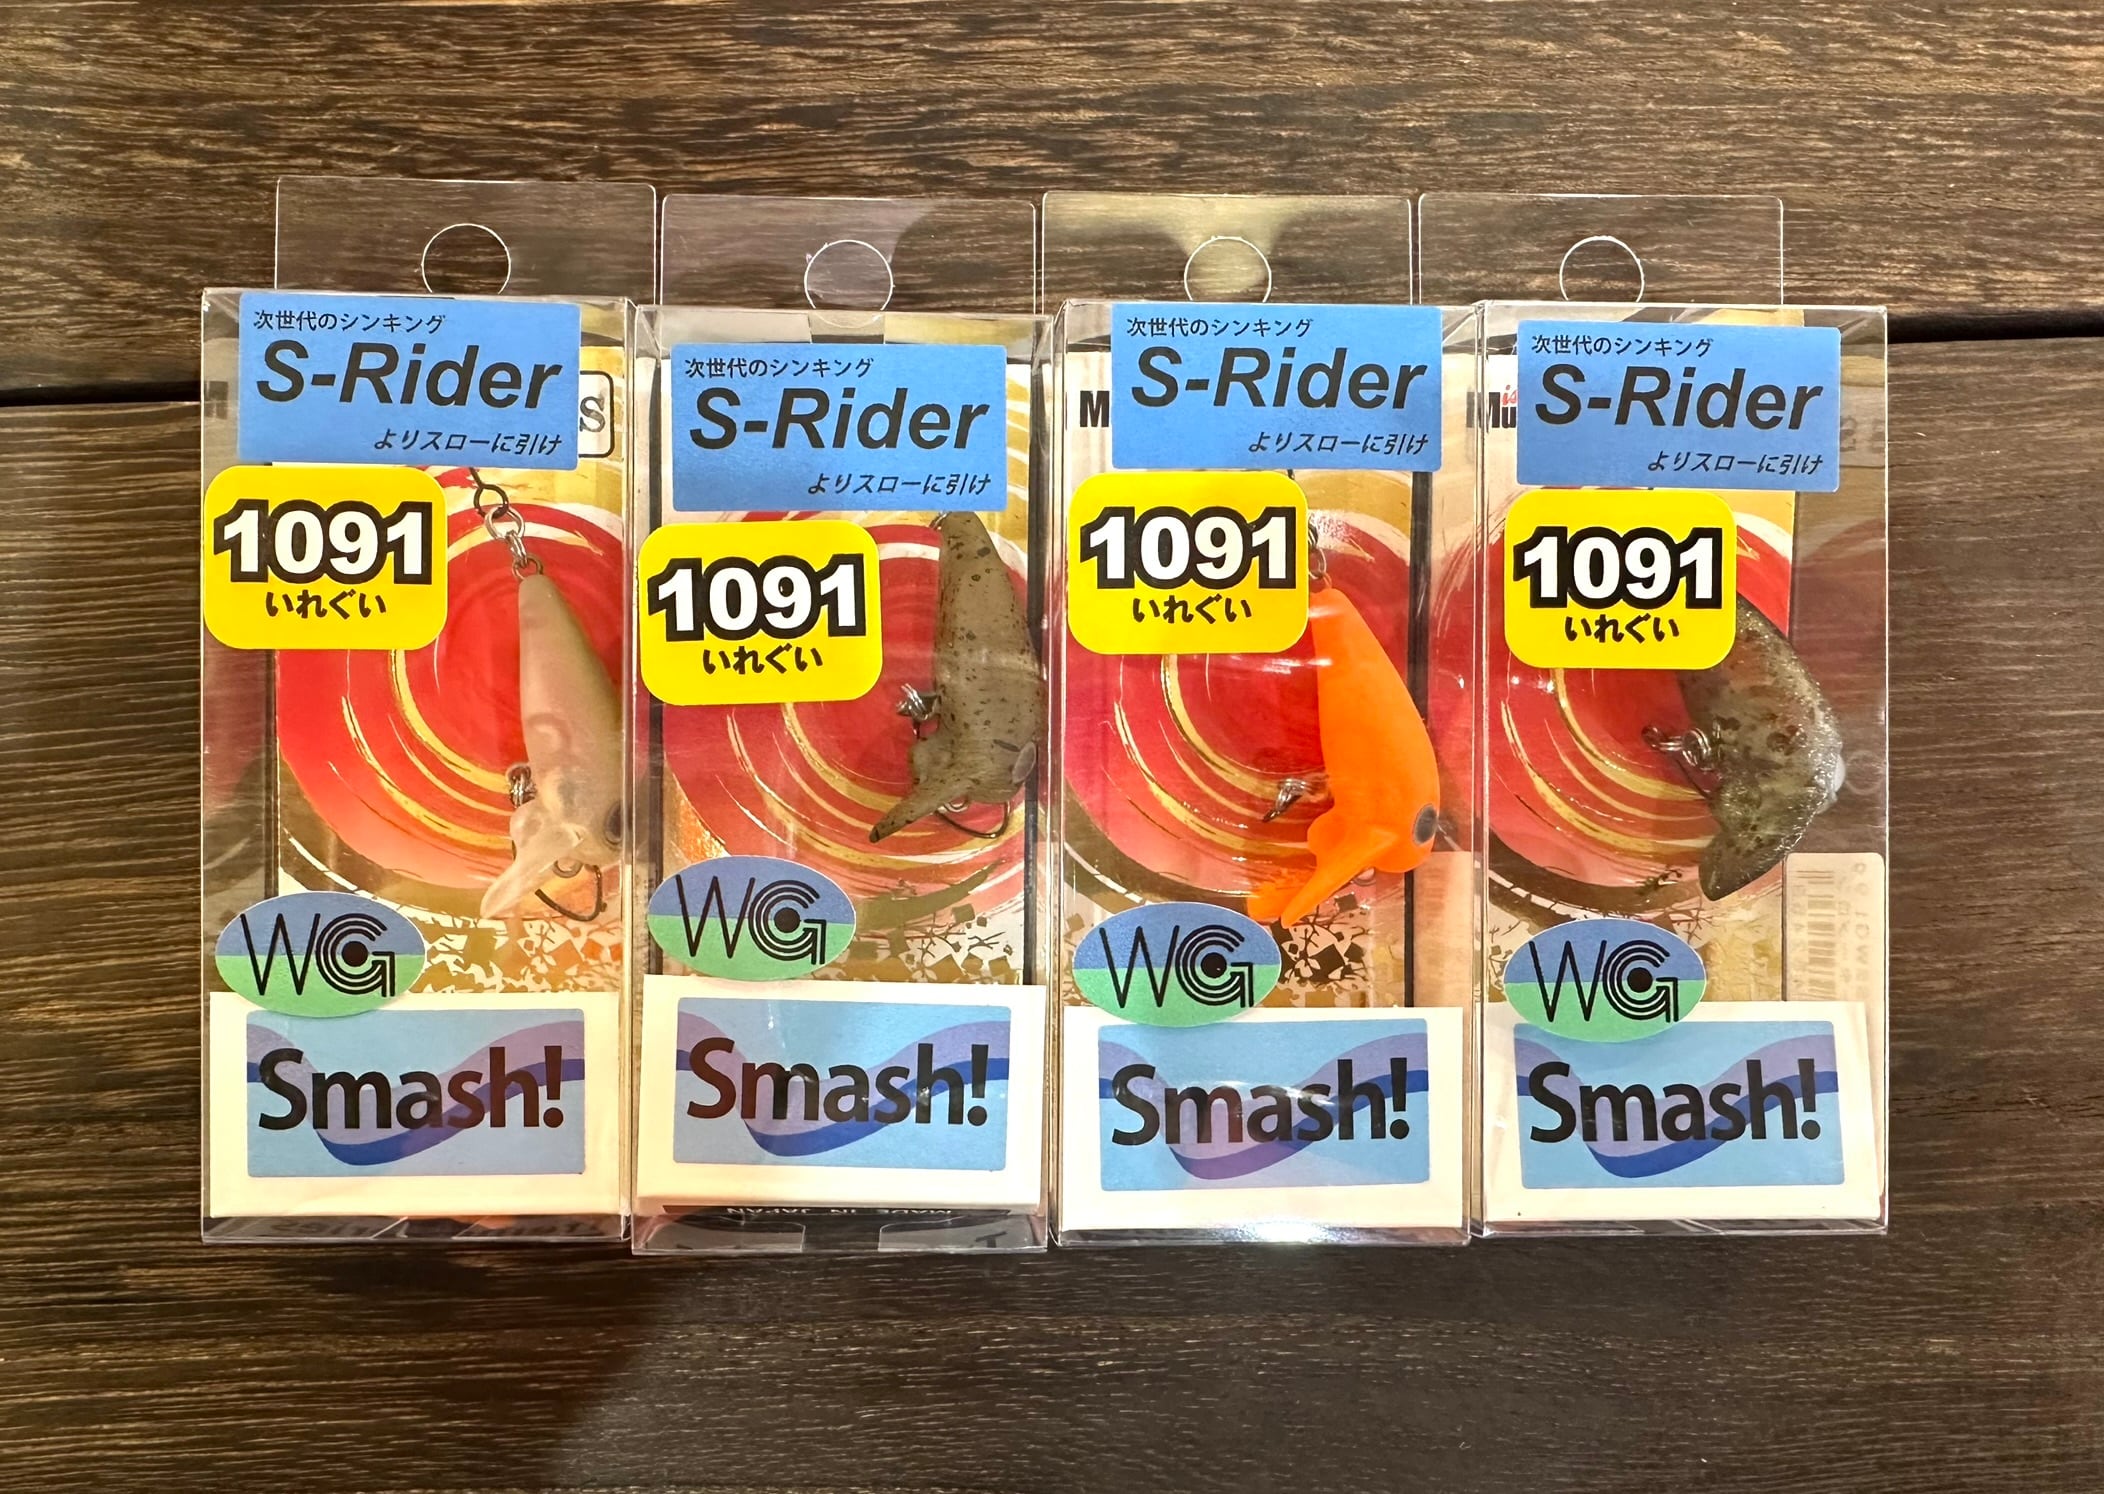 次世代のシンキング
S-Rider
よりスローに引け
S
1091
いれぐい
WG
Smash!
次世代のシンキング
S-Rider
よりスローに引け
1091
いれぐい
WG
Smash!
MADE IN JAPAN
次世代のシンキング
S-Rider
よりスローに引け
M
1091
いれぐい
WG
Smash!
次世代のシンキング
S-Rider
よりスローに引け
is
Mu
1091
いれぐい
WG
Smash!